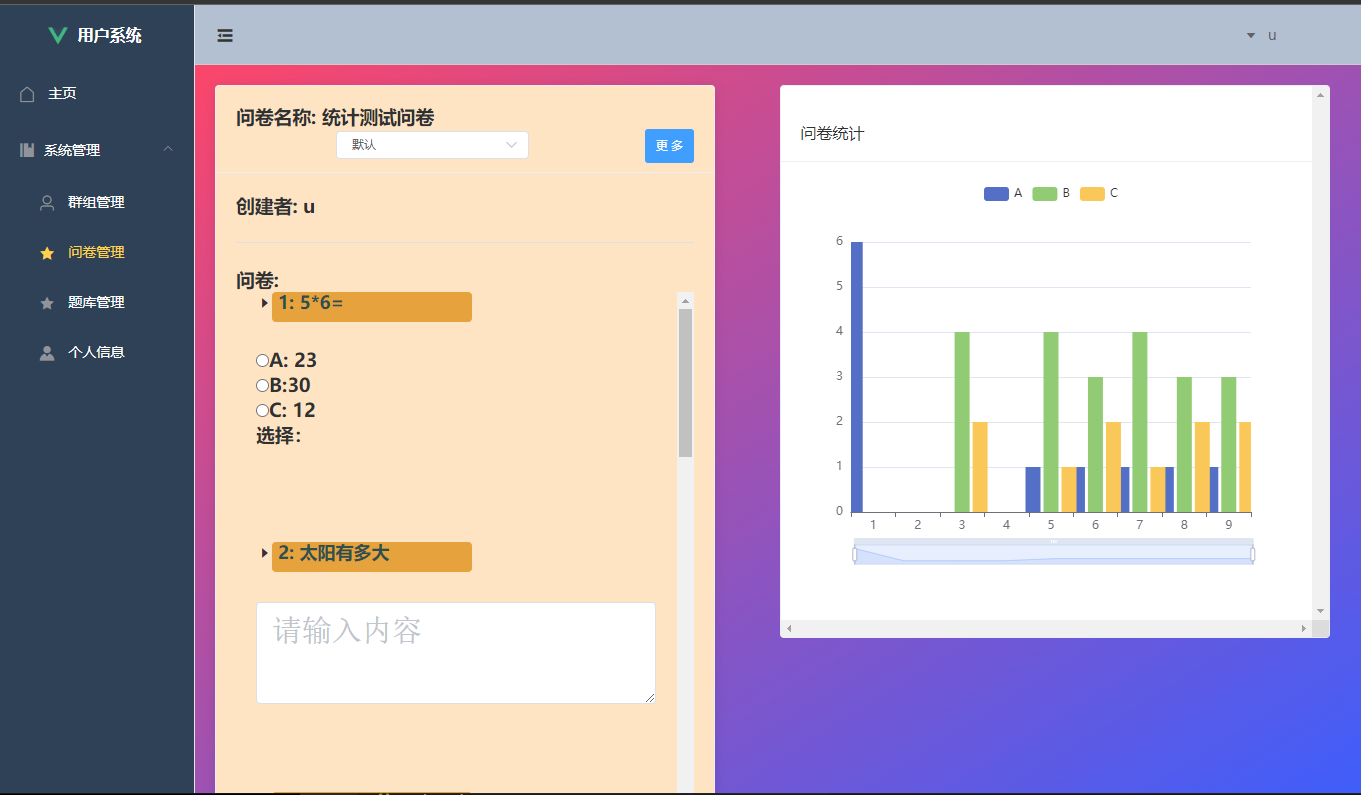 用户系统
u
主页
系统管理
群组管理
问卷管理
题库管理
个人信息
问卷名称: 统计测试问卷
默认
更多
创建者: u
问卷:
1: 5*6=
A: 23
B:30
C: 12
选择:
2: 太阳有多大
请输入内容
问卷统计
A B C
6
5
4
3
2
1
0
1 2 3 4 5 6 7 8 9